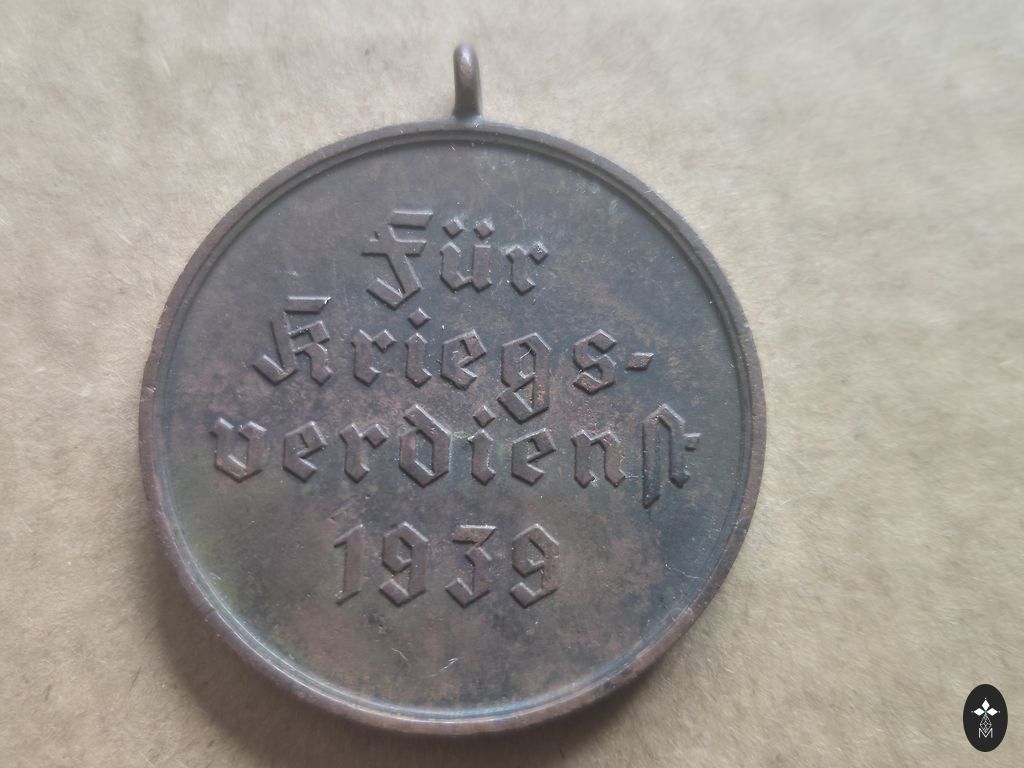 Für
Kriegs-
verdienst
1939
M